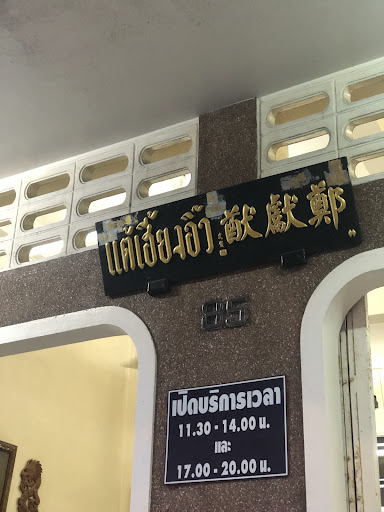 แต้เฮี้ยงอิ๊ว 猷獻鄭
85
เปิดบริการเวลา
11.30 - 14.00 น.
และ
17.00 - 20.00 น.